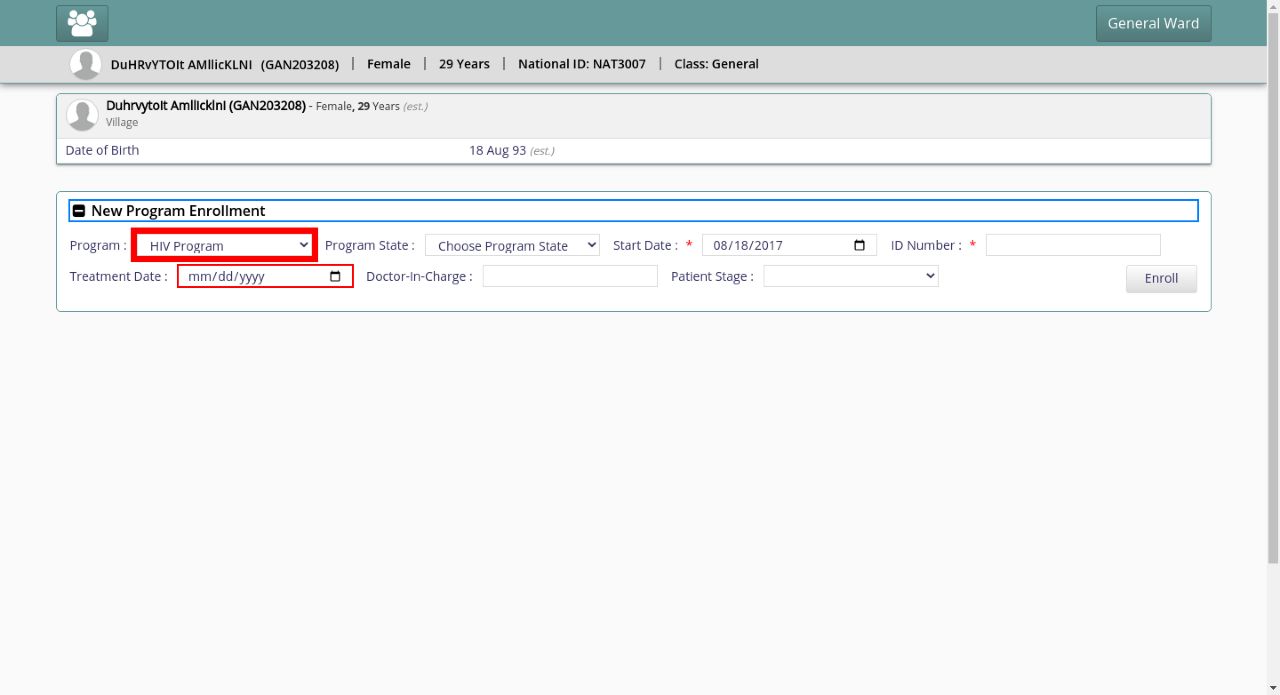 General Ward
DuHRvYTOIt AMIlicKLNI (GAN203208) | Female | 29 Years | National ID: NAT3007 | Class: General
Duhrvytoit Amllickinl (GAN203208) - Female, 29 Years (est.)
Village
Date of Birth 18 Aug 93 (est.)
New Program Enrollment
Program : HIV Program Program State : Choose Program State Start Date : * 08/18/2017 ID Number : *
Treatment Date : mm/dd/yyyy Doctor-In-Charge : Patient Stage : Enroll